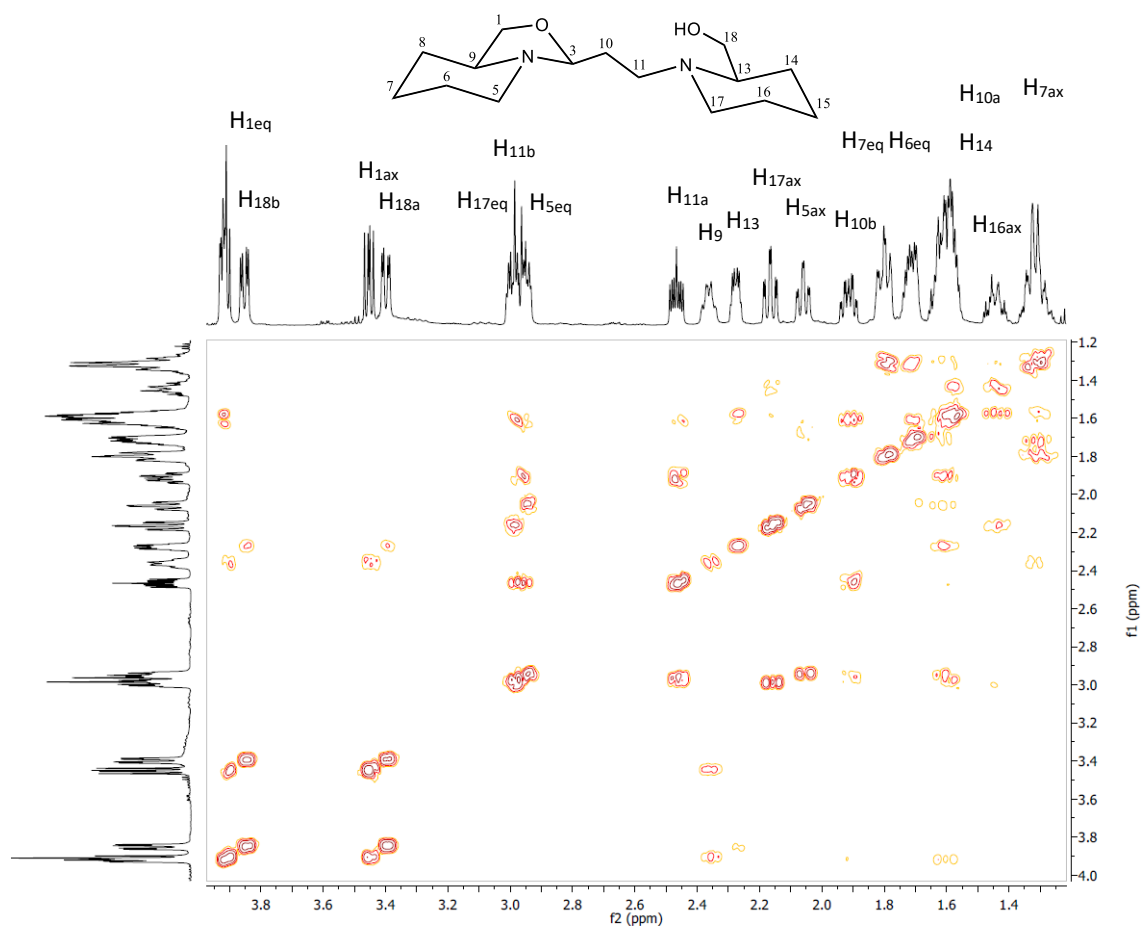 1 O 10 HO 18
8 9 N 3 11 N 13 14
7 6 5 17 16 15
H10a H7ax
H1eq H11b H7eq H6eq H14
H18b H1ax H18a H17eq H5eq H11a H9 H13 H17ax H5ax H10b H16ax
1.2
1.4
1.6
1.8
2.0
2.2
2.4
2.6
2.8
3.0
3.2
3.4
3.6
3.8
4.0
f1 (ppm)
3.8 3.6 3.4 3.2 3.0 2.8 2.6 2.4 2.2 2.0 1.8 1.6 1.4
f2 (ppm)